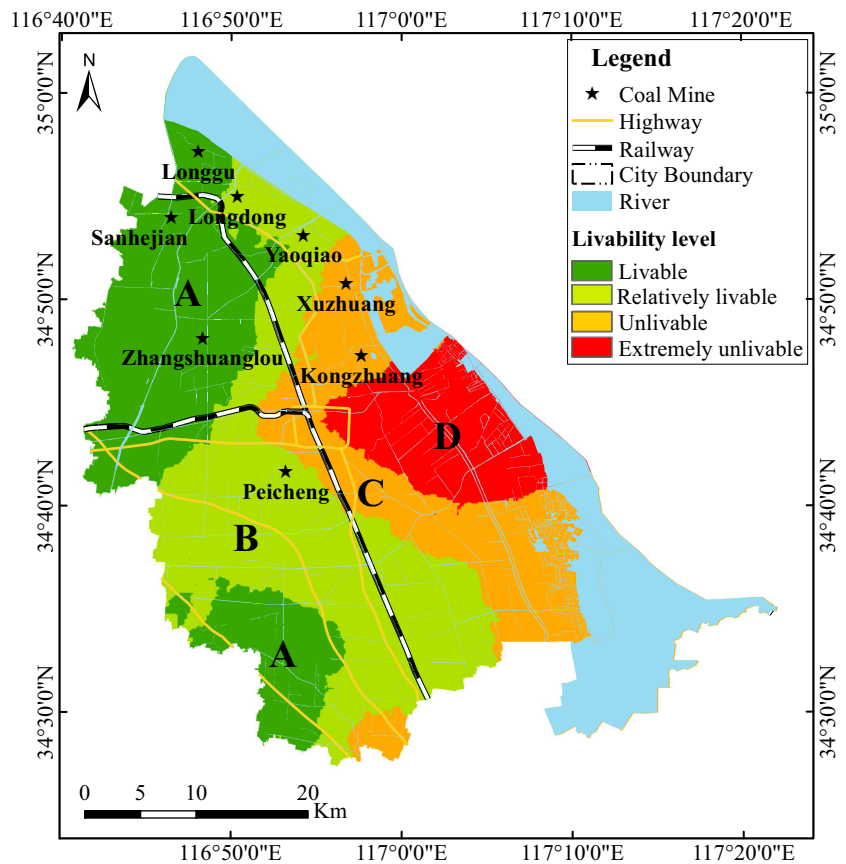 116°40'0"E 116°50'0"E 117°0'0"E 117°10'0"E 117°20'0"E
N
Legend
Coal Mine
Highway
Railway
City Boundary
River
Livability level
Livable
Relatively livable
Unlivable
Extremely unlivable
35°0'0"N
34°50'0"N
34°40'0"N
34°30'0"N
35°0'0"N
34°50'0"N
34°40'0"N
34°30'0"N
Longgu
Longdong
Sanhejian
Yaoqiao
A
Xuzhuang
Zhangshuanglou
Kongzhuang
D
Peicheng
C
B
A
0 5 10 20
Km
116°50'0"E 117°0'0"E 117°10'0"E 117°20'0"E